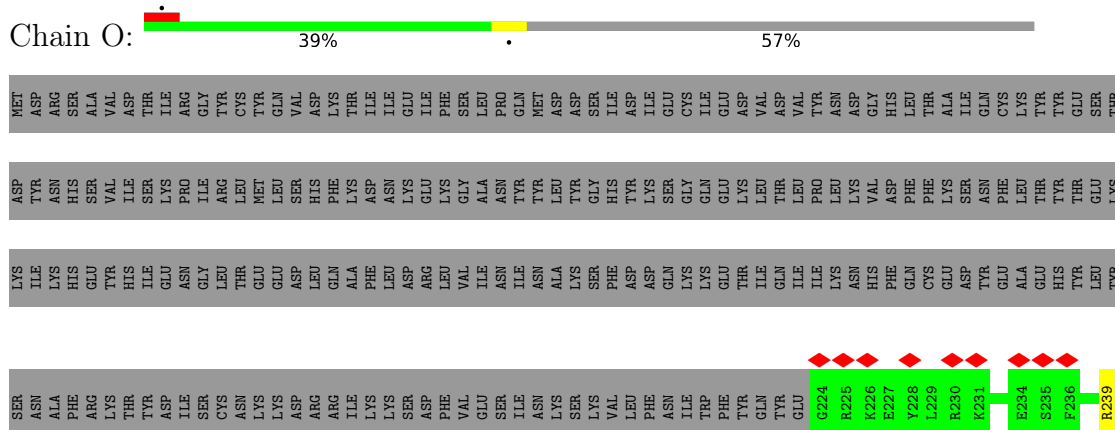 Chain O:
39%
57%
MET ASP ARG SER ALA VAL ASP THR ILE ARG GLY TYR CYS TYR GLN VAL ASP LYS THR ILE ILE GLU ILE PHE SER LEU PRO GLN MET ASP ASP SER ILE ASP ILE GLU CYS ILE GLU ASP VAL ASP VAL TYR ASN ASP GLY HIS LEU THR ALA ILE GLN CYS LYS TYR TYR GLU SER THR
ASP TYR ASN HIS SER VAL ILE SER LYS PRO ILE ARG LEU MET LEU SER HIS PHE LYS ASP ASN LYS GLU LYS GLY ALA ASN TYR TYR LEU TYR GLY HIS TYR LYS SER GLY GLN GLU LYS LEU THR LEU PRO LEU LYS VAL ASP PHE PHE LYS SER ASN PHE LEU THR TYR THR GLU LYS
LYS ILE LYS HIS GLU TYR HIS ILE GLU ASN GLY LEU THR GLU GLU ASP LEU GLN ALA PHE LEU ASP ARG LEU VAL ILE ASN ILE ASN ALA LYS SER PHE ASP ASP GLN LYS LYS GLU THR ILE GLN ILE ILE LYS ASN HIS PHE GLN CYS GLU ASP TYR GLU ALA GLU HIS TYR LEU TYR
SER ASN ALA PHE ARG LYS THR TYR ASP ILE SER CYS ASN LYS LYS ASP ARG ARG ILE LYS LYS SER ASP PHE VAL GLU SER ILE ASN LYS SER LYS VAL LEU PHE ASN ILE TRP PHE TYR GLN TYR GLU G224 R225 K226 E227 Y228 L229 R230 K231 E234 S235 F236 R239